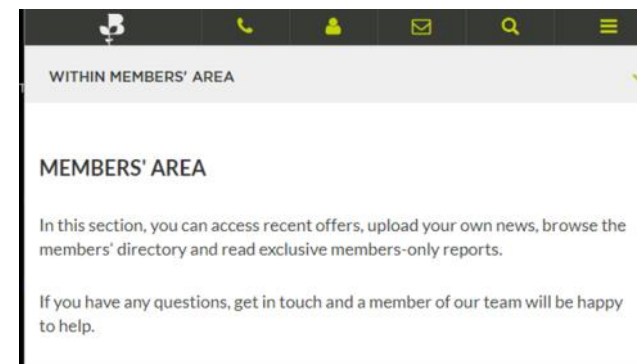 WITHIN MEMBERS' AREA
MEMBERS' AREA
In this section, you can access recent offers, upload your own news, browse the
members' directory and read exclusive members-only reports.
If you have any questions, get in touch and a member of our team will be happy
to help.